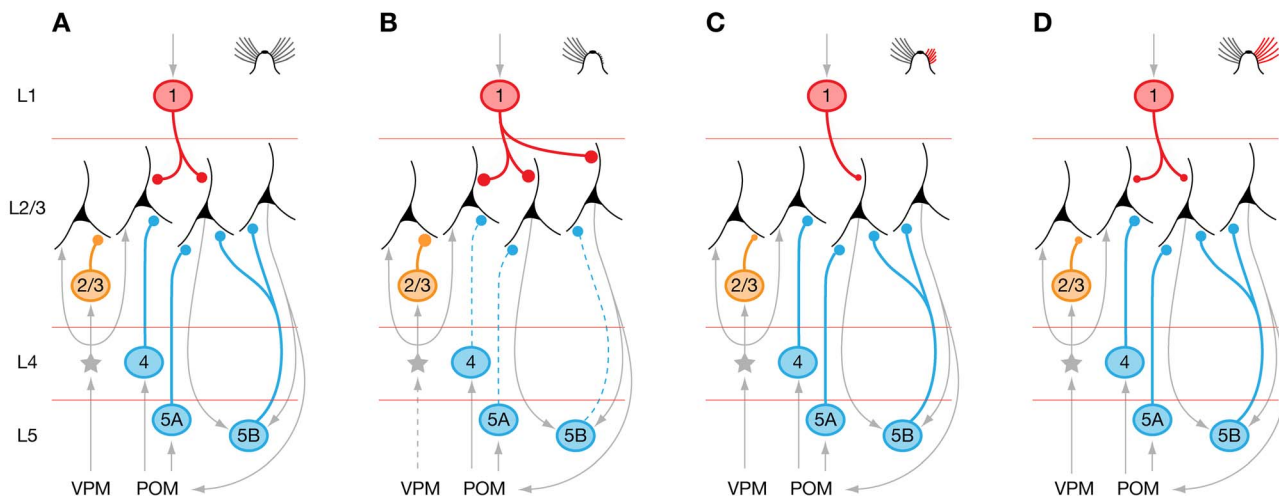 A B C D
L1 1 1 1 1
L2/3
2/3 2/3 2/3 2/3
L4 4 4 4 4
5A 5A 5A 5A
L5 5B 5B 5B 5B
VPM POM VPM POM VPM POM VPM POM